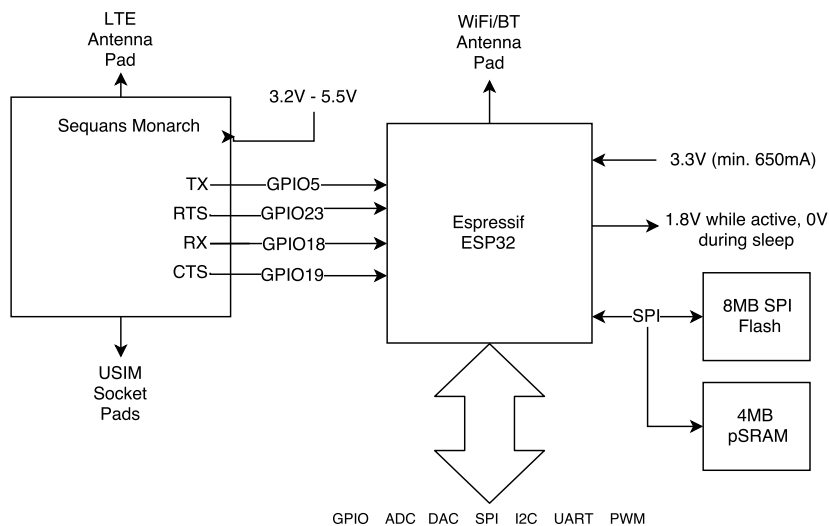 LTE
Antenna
Pad
WiFi/BT
Antenna
Pad
3.2V - 5.5V
Sequans Monarch
3.3V (min. 650mA)
TX
GPIO5
RTS
GPIO23
RX
GPIO18
CTS
GPIO19
Espressif
ESP32
1.8V while active, 0V
during sleep
SPI
8MB SPI
Flash
USIM
Socket
Pads
4MB
pSRAM
GPIO ADC DAC SPI I2C UART PWM